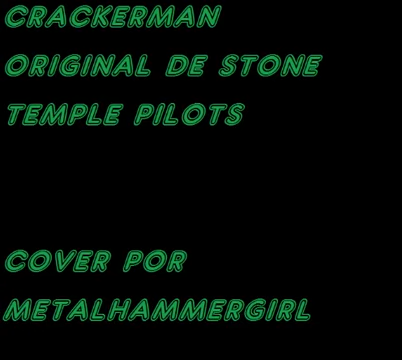 CRACKERMAN
ORIGINAL DE STONE
TEMPLE PILOTS
COVER POR
METALHAMMERGIRL